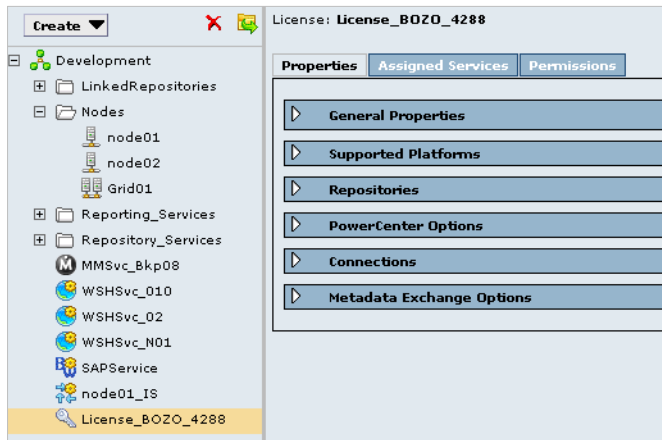 Create
Development
LinkedRepositories
Nodes
node01
node02
Grid01
Reporting_Services
Repository_Services
MMSvc_Bkp08
WSHSvc_010
WSHSvc_02
WSHSvc_N01
SAPService
node01_IS
License_BOZO_4288
License: License_BOZO_4288
Properties Assigned Services Permissions
General Properties
Supported Platforms
Repositories
PowerCenter Options
Connections
Metadata Exchange Options